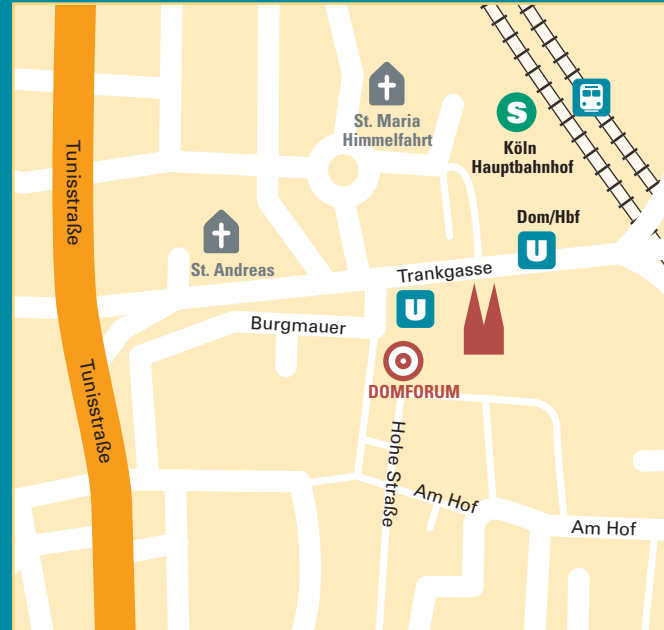 St. Maria
Himmelfahrt
S
Köln
Hauptbahnhof
Tunisstraße
Dom/Hbf
U
St. Andreas
Trankgasse
U
Burgmauer
DOMFORUM
Tunisstraße
Hohe Straße
Am Hof
Am Hof